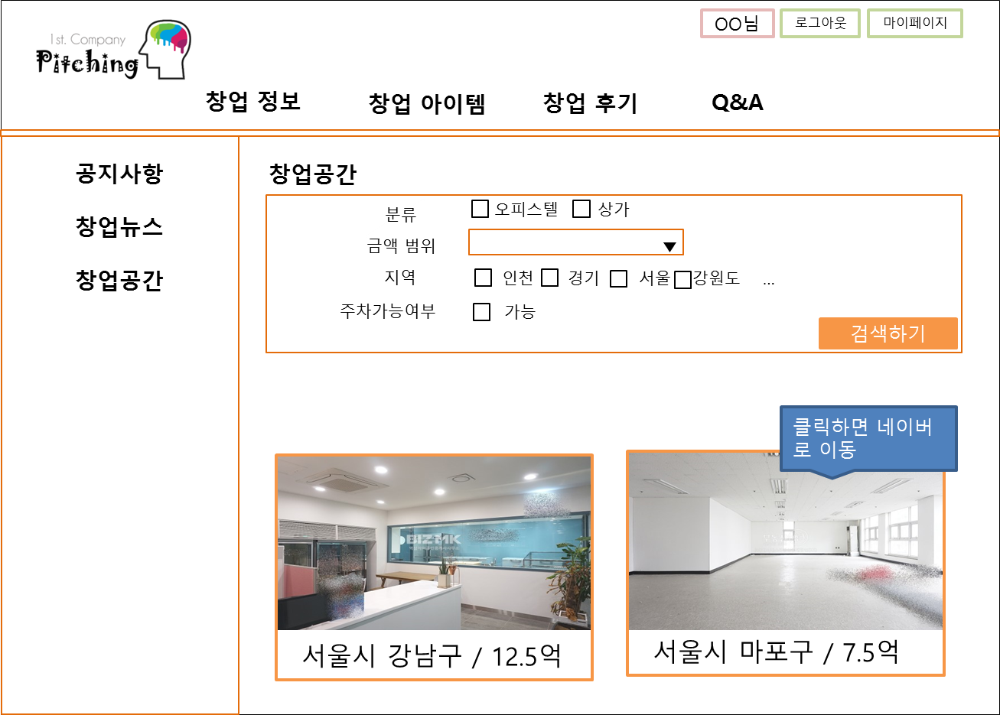 OO님
로그아웃
마이페이지
1st. Company
Pitching
창업 정보
창업 아이템
창업 후기
Q&A
공지사항
창업뉴스
창업공간
창업공간
분류
오피스텔
상가
금액 범위
지역
인천
경기
서울
강원도
...
주차가능여부
가능
검색하기
클릭하면 네이버
로 이동
BIZMK
서울시 강남구 / 12.5억
서울시 마포구 / 7.5억